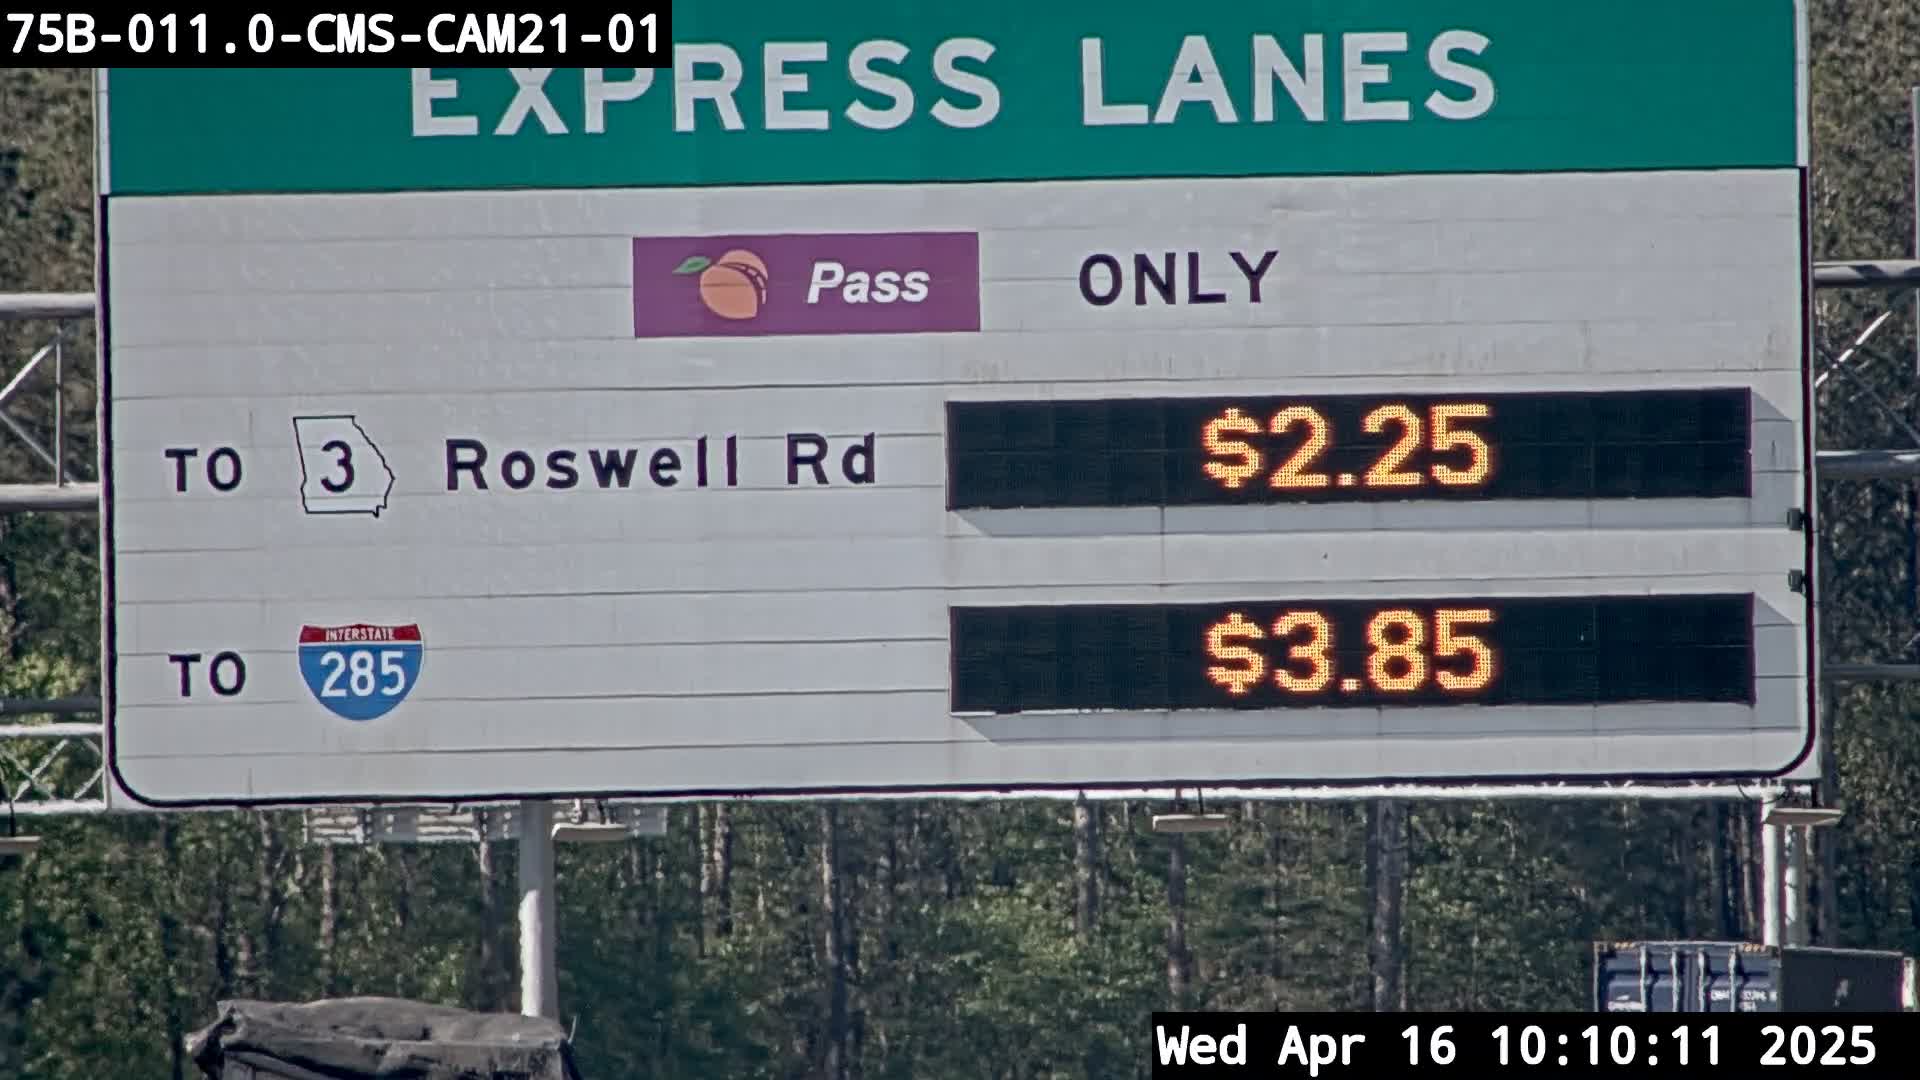 75B-011.0-CMS-CAM21-01
EXPRESS LANES
Pass ONLY
TO 3 Roswell Rd $2.25
INTERSTATE
TO 285 $3.85
Wed Apr 16 10:10:11 2025